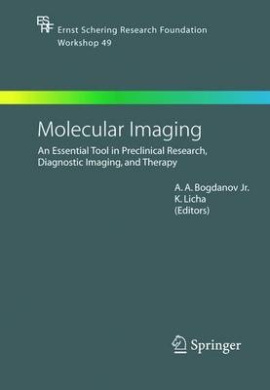 ESRF Ernst Schering Research Foundation
Workshop 49
Molecular Imaging
An Essential Tool in Preclinical Research,
Diagnostic Imaging, and Therapy
A. A. Bogdanov Jr.
K. Licha
(Editors)
Springer